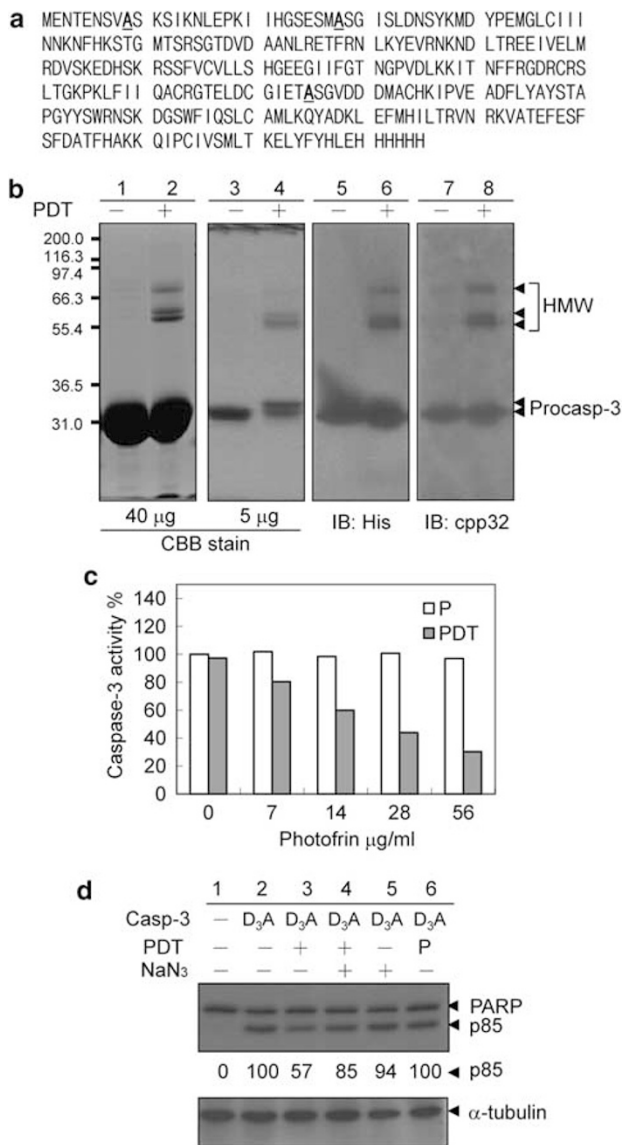 a
MENTENSVAS KSIKNLEPKI IHGSESMASG ISLDNSYKMD YPEMGLCIII
NNKNFHKSTG MTSRSGTDVD AANLRETFRN LKYEVRNKND LTREEIVELM
RDVSKEDHSK RSSFVCVLLS HGEEGIIFGT NGPVDLKKIT NFFRGDRCRS
LTGKPKLFII QACRGTELDC GIETASGVDD DMACHKIPVE ADFLYAYSTA
PGYYSWRNSK DGSWFIQSLC AMLKQYADKL EFMHILTRVN RKVATEFESF
SFDATFHAKK QIPCIVSMLT KELYFYHLEH HHHHH
b
1 2 3 4 5 6 7 8
PDT − + − + − + − +
200.0
116.3
97.4
66.3
55.4
36.5
31.0
HMW
Procasp-3
40 μg 5 μg IB: His IB: cpp32
CBB stain
c
Caspase-3 activity %
140
120
100
80
60
40
20
0
P
PDT
0 7 14 28 56
Photofrin μg/ml
d
1 2 3 4 5 6
Casp-3 − D₃A D₃A D₃A D₃A D₃A
PDT − − + + − P
NaN₃ − − − + + −
PARP
p85
0 100 57 85 94 100 p85
α-tubulin